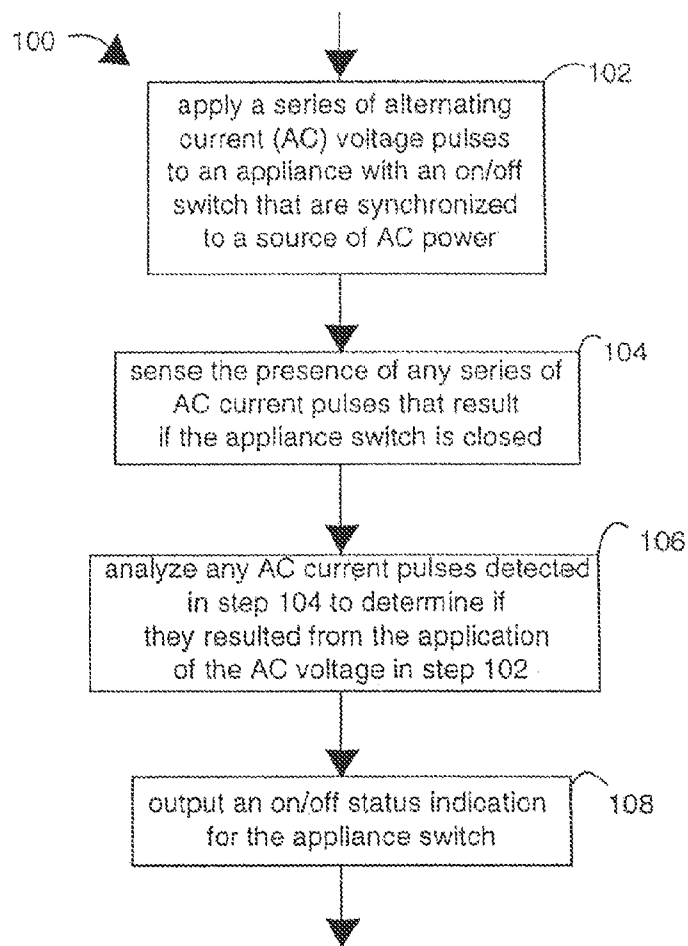 100
102
apply a series of alternating
current (AC) voltage pulses
to an appliance with an on/off
switch that are synchronized
to a source of AC power
104
sense the presence of any series of
AC current pulses that result
if the appliance switch is closed
106
analyze any AC current pulses detected
in step 104 to determine if
they resulted from the application
of the AC voltage in step 102
108
output an on/off status indication
for the appliance switch